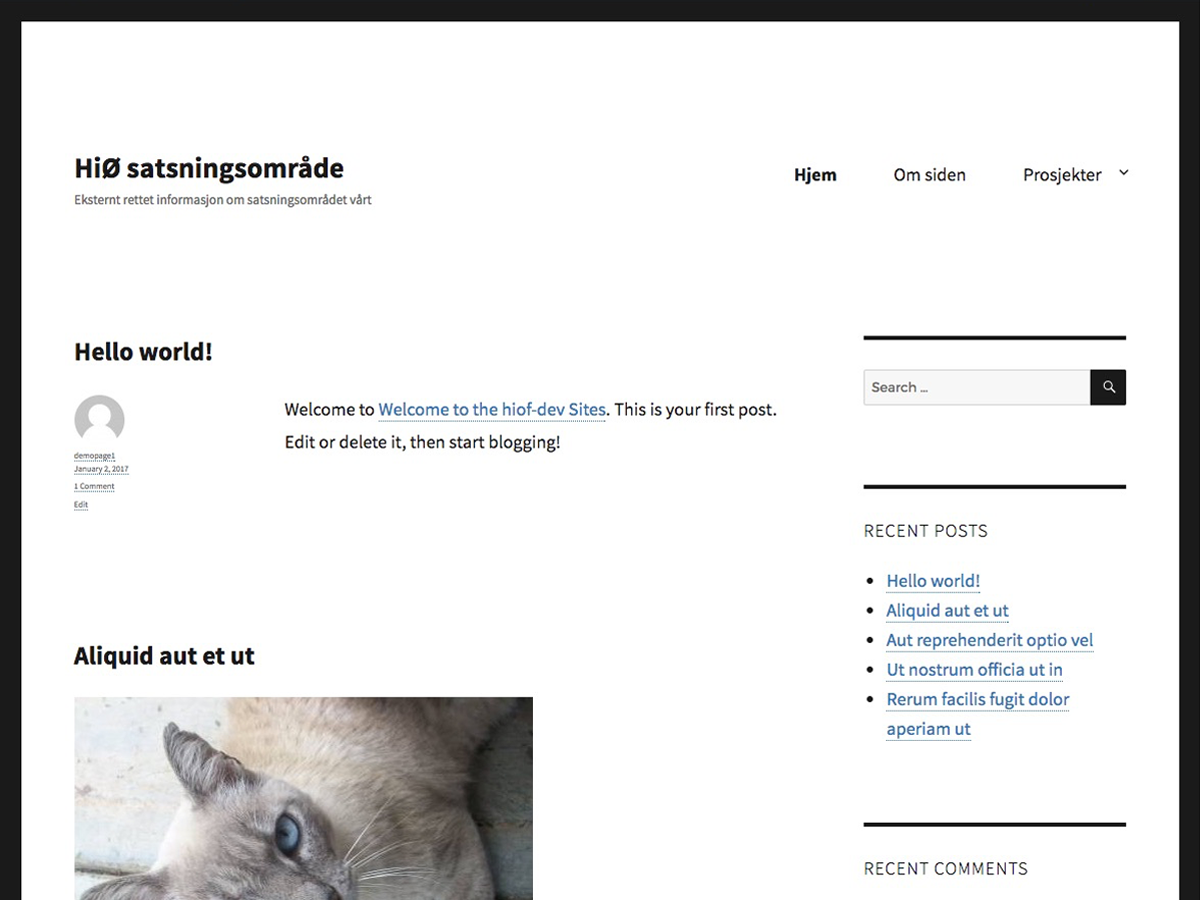 HiØ satsningsområde
Eksternt rettet informasjon om satsningsområdet vårt
Hjem
Om siden
Prosjekter
Hello world!
demopage1
January 2, 2017
1 Comment
Edit
Welcome to Welcome to the hiof-dev Sites. This is your first post.
Edit or delete it, then start blogging!
Aliquid aut et ut
Search …
RECENT POSTS
Hello world!
Aliquid aut et ut
Aut reprehenderit optio vel
Ut nostrum officia ut in
Rerum facilis fugit dolor
aperiam ut
RECENT COMMENTS